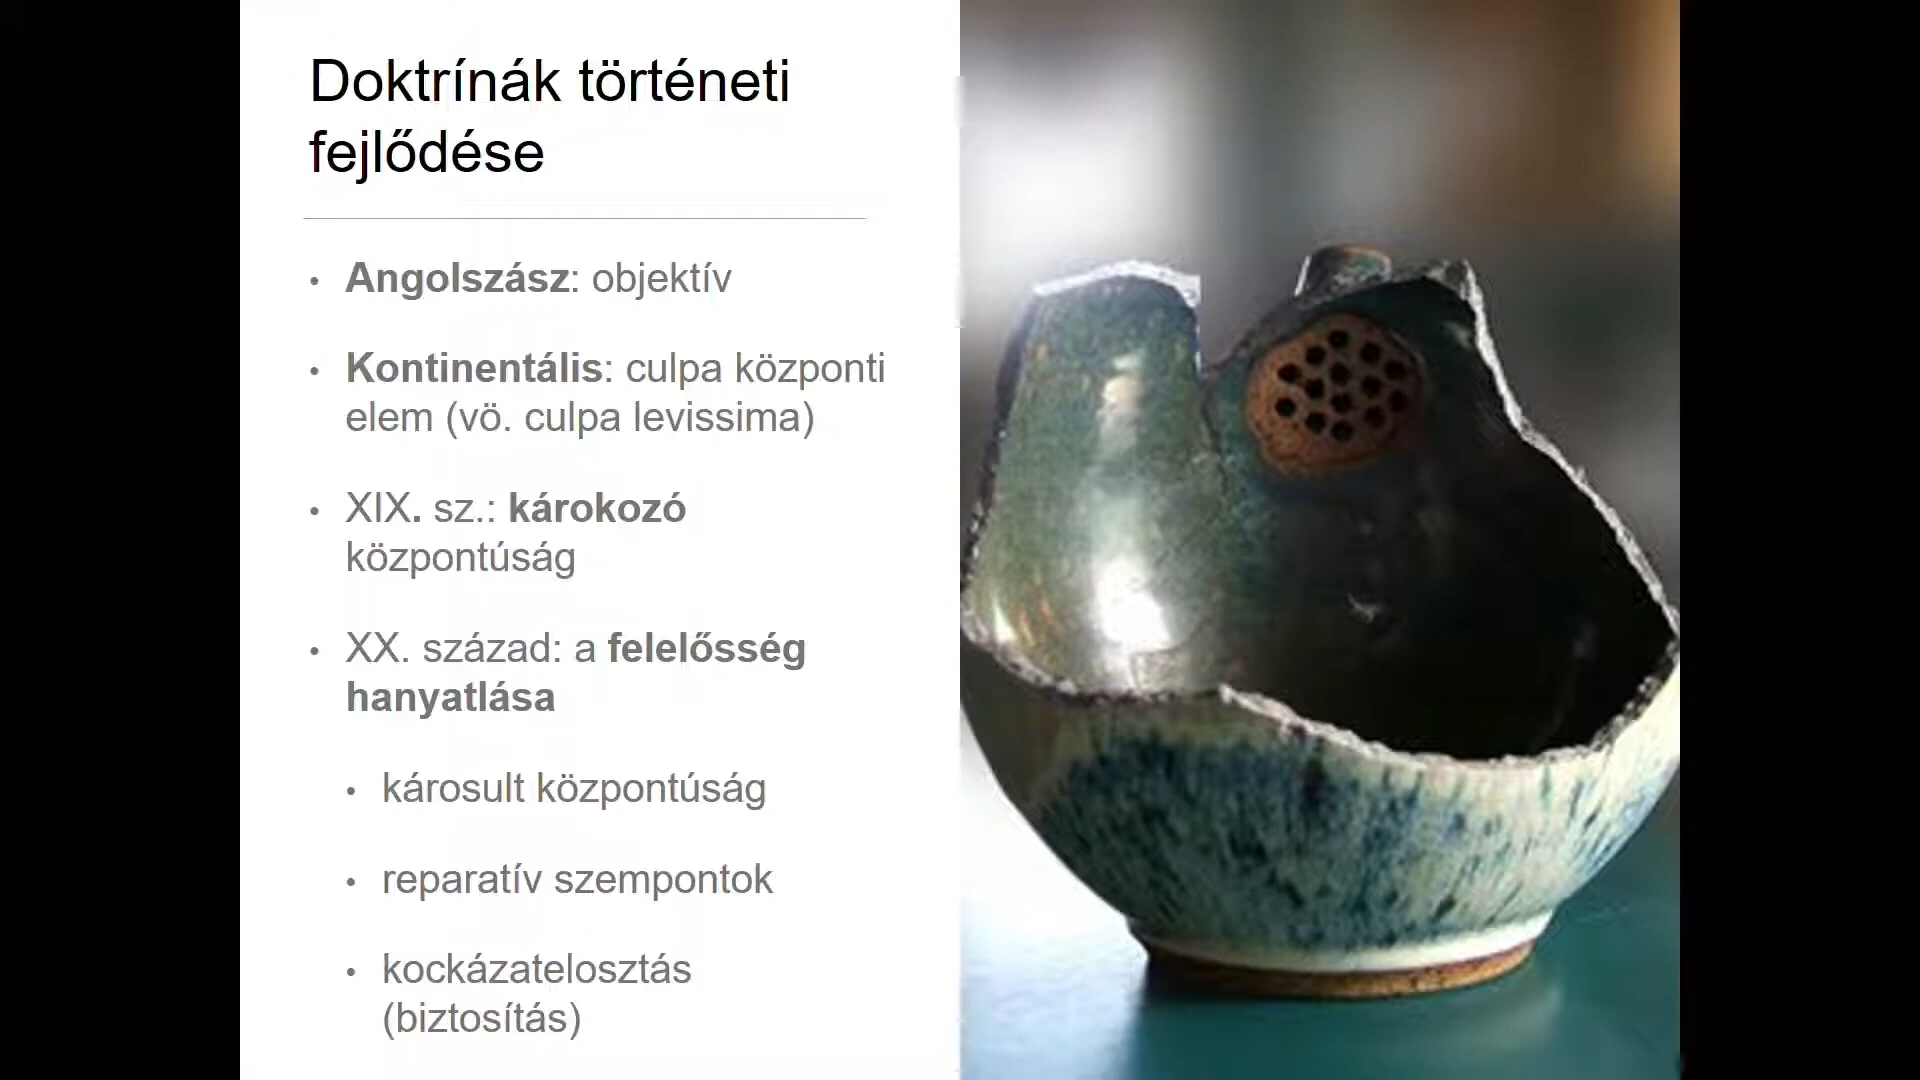 Doktrínák történeti
fejlődése
• Angolszász: objektív
• Kontinentális: culpa központi
elem (vö. culpa levissima)
• XIX. sz.: károkozó
központúság
• XX. század: a felelősség
hanyatlása
• károsult központúság
• reparatív szempontok
• kockázatelosztás
(biztosítás)